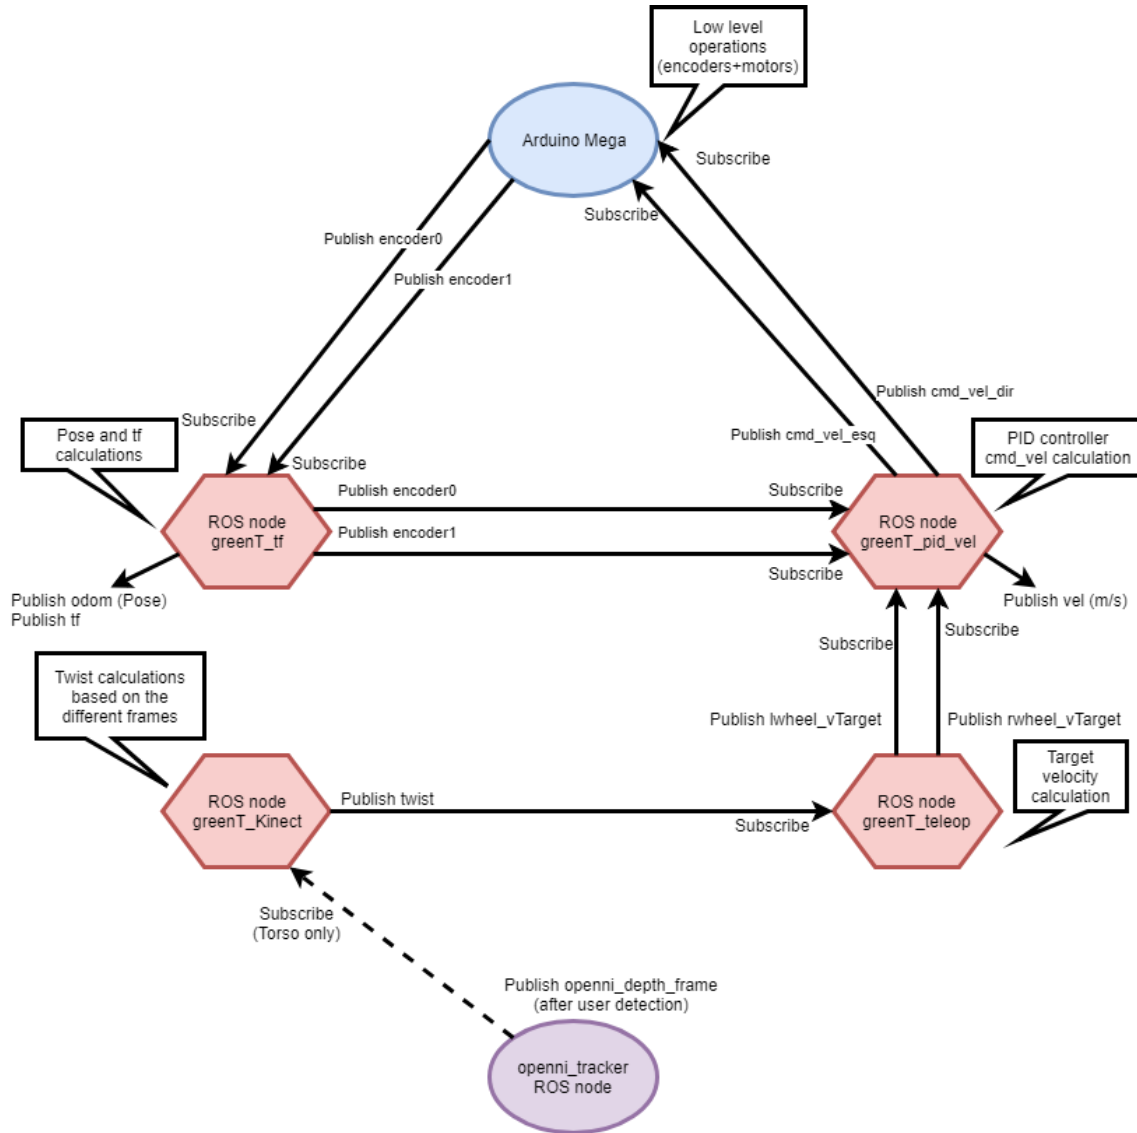 Low level
operations
(encoders+motors)
Arduino Mega
Subscribe
Subscribe
Publish encoder0
Publish encoder1
Publish cmd_vel_dir
Subscribe
Publish cmd_vel_esq
Pose and tf
calculations
PID controller
cmd_vel calculation
Subscribe
Publish encoder0
Subscribe
ROS node
greenT_tf
ROS node
greenT_pid_vel
Publish encoder1
Subscribe
Publish odom (Pose)
Publish tf
Publish vel (m/s)
Subscribe
Subscribe
Twist calculations
based on the
different frames
Publish lwheel_vTarget
Publish rwheel_vTarget
Target
velocity
calculation
ROS node
greenT_Kinect
Publish twist
Subscribe
ROS node
greenT_teleop
Subscribe
(Torso only)
Publish openni_depth_frame
(after user detection)
openni_tracker
ROS node